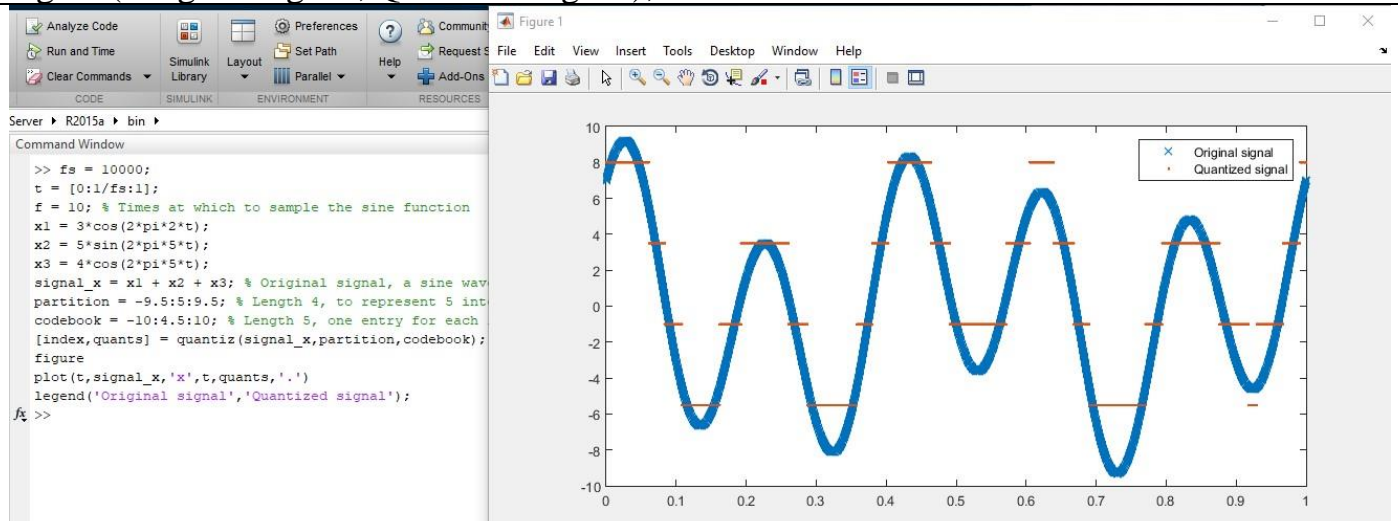 Analyze Code
Run and Time
Clear Commands
CODE
Simulink
Library
SIMULINK
Layout
Preferences
Set Path
Parallel
ENVIRONMENT
Help
Community
Request S
Add-Ons
RESOURCES
Server ▸ R2015a ▸ bin ▸
Command Window
>> fs = 10000;
t = [0:1/fs:1];
f = 10; % Times at which to sample the sine function
x1 = 3*cos(2*pi*2*t);
x2 = 5*sin(2*pi*5*t);
x3 = 4*cos(2*pi*5*t);
signal_x = x1 + x2 + x3; % Original signal, a sine wav
partition = -9.5:5:9.5; % Length 4, to represent 5 int
codebook = -10:4.5:10; % Length 5, one entry for each
[index,quants] = quantiz(signal_x,partition,codebook);
figure
plot(t,signal_x,'x',t,quants,'.')
legend('Original signal','Quantized signal');
fx >>
Figure 1
File Edit View Insert Tools Desktop Window Help
Original signal
Quantized signal
10
8
6
4
2
0
-2
-4
-6
-8
-10
0 0.1 0.2 0.3 0.4 0.5 0.6 0.7 0.8 0.9 1